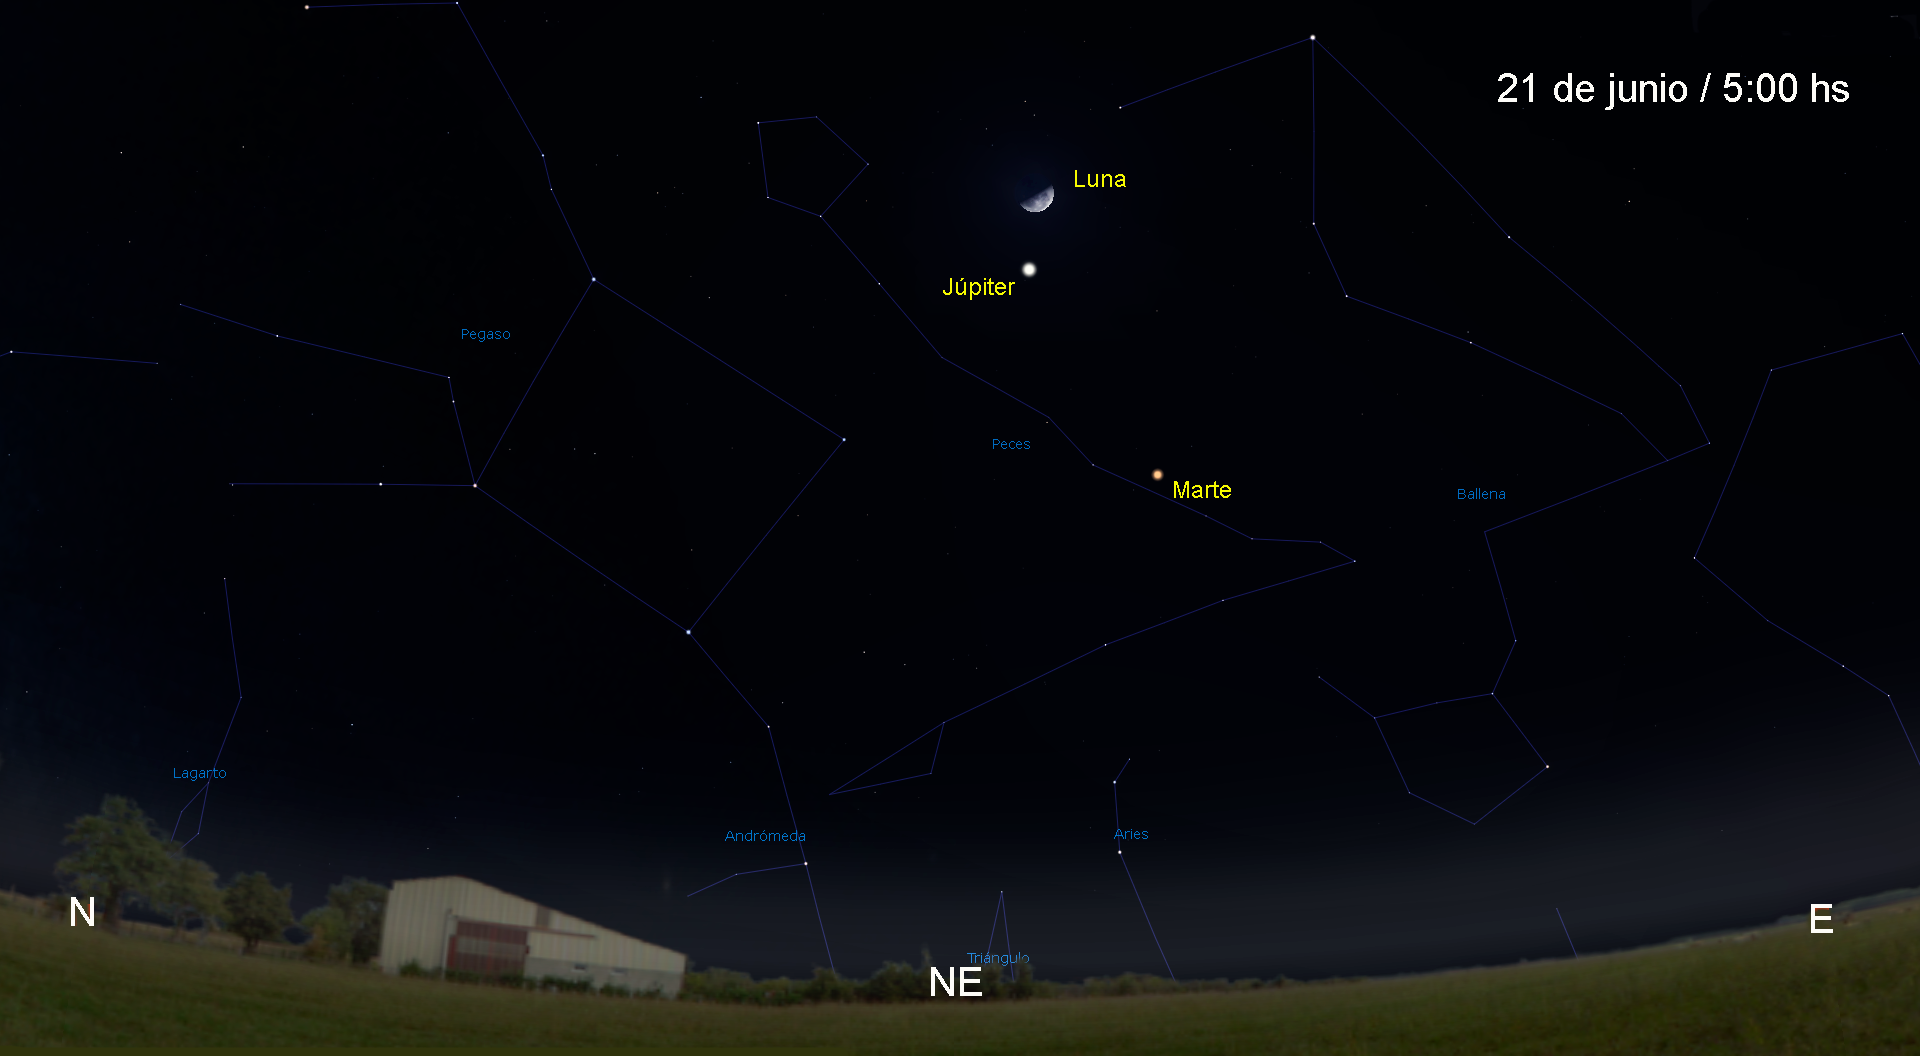 21 de junio / 5:00 hs
Luna
Júpiter
Pegaso
Peces
Marte
Ballena
Lagarto
Andrómeda
Aries
N
E
Triángulo
NE